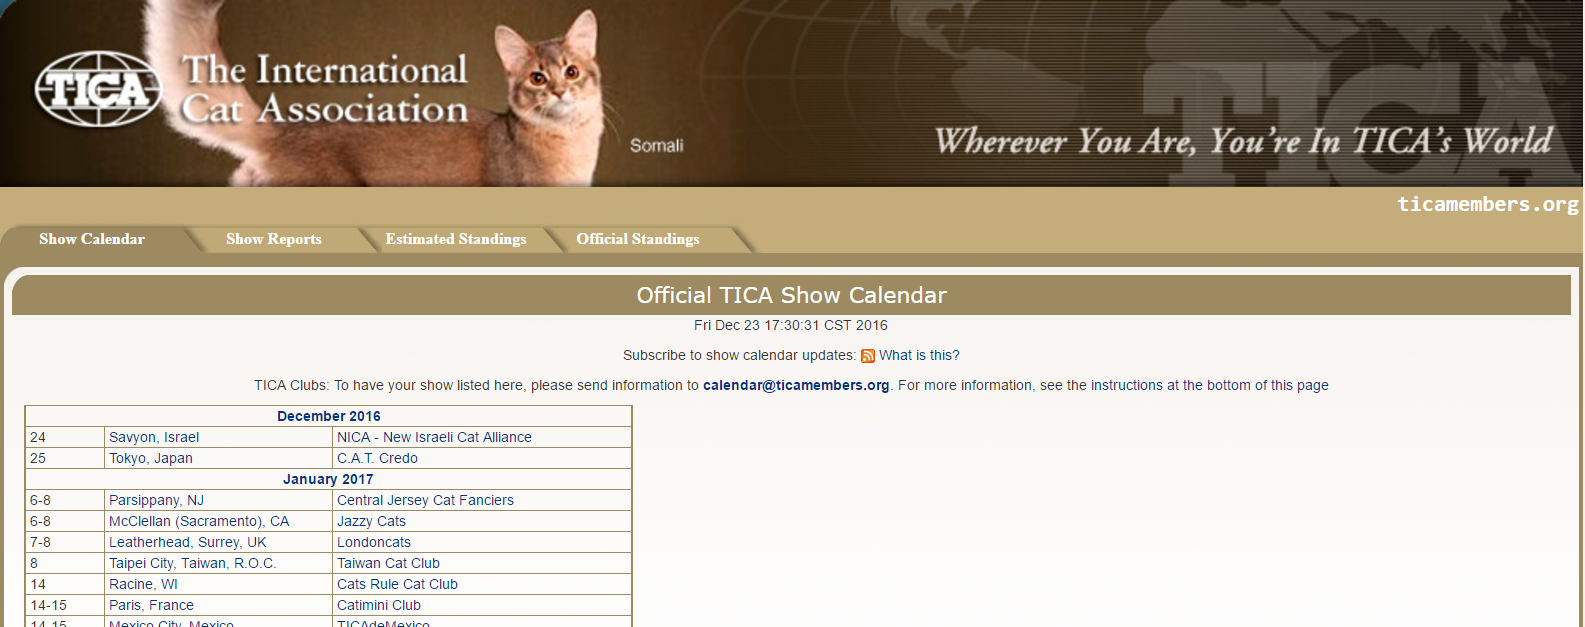 TICA
The International
Cat Association
Somali
Wherever You Are, You're In TICA's World
TICA
ticamembers.org
Show Calendar Show Reports Estimated Standings Official Standings
Official TICA Show Calendar
Fri Dec 23 17:30:31 CST 2016
Subscribe to show calendar updates: What is this?
TICA Clubs: To have your show listed here, please send information to calendar@ticamembers.org. For more information, see the instructions at the bottom of this page
December 2016
24 Savyon, Israel NICA - New Israeli Cat Alliance
25 Tokyo, Japan C.A.T. Credo
January 2017
6-8 Parsippany, NJ Central Jersey Cat Fanciers
6-8 McClellan (Sacramento), CA Jazzy Cats
7-8 Leatherhead, Surrey, UK Londoncats
8 Taipei City, Taiwan, R.O.C. Taiwan Cat Club
14 Racine, WI Cats Rule Cat Club
14-15 Paris, France Catimini Club
14-15 Mexico City, Mexico TICAdeMexico